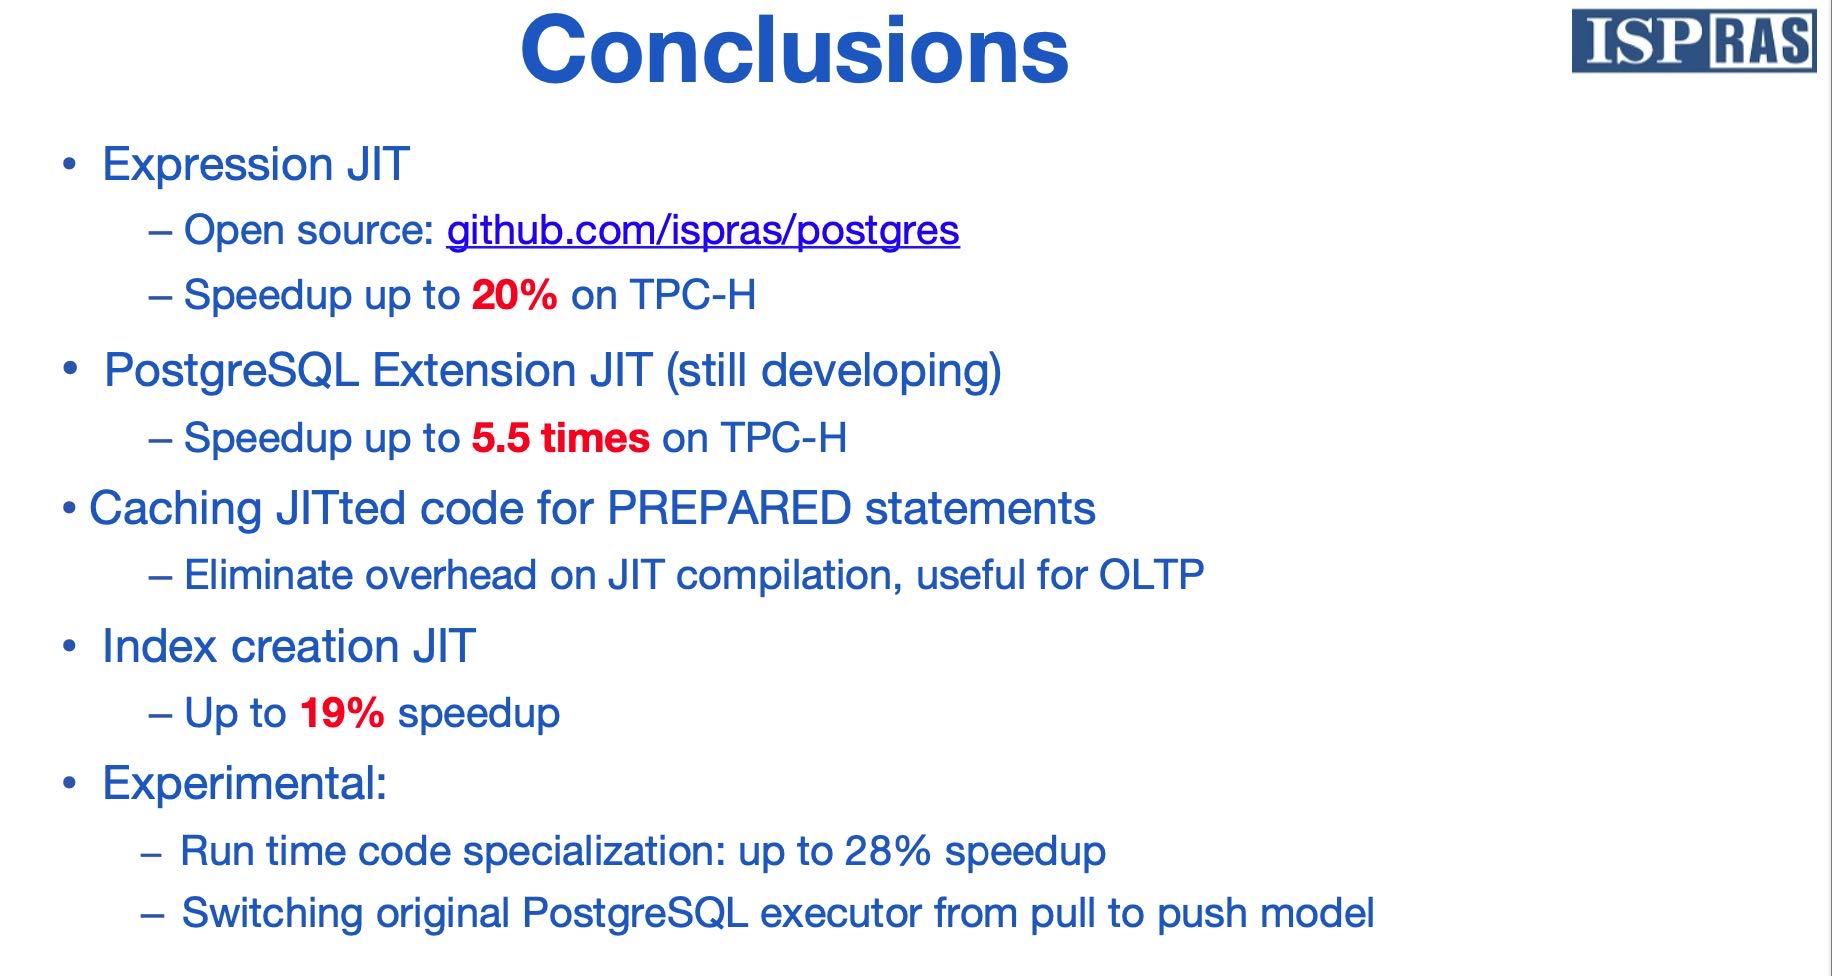 Conclusions
ISPRAS
• Expression JIT
– Open source: github.com/ispras/postgres
– Speedup up to 20% on TPC-H
• PostgreSQL Extension JIT (still developing)
– Speedup up to 5.5 times on TPC-H
• Caching JITted code for PREPARED statements
– Eliminate overhead on JIT compilation, useful for OLTP
• Index creation JIT
– Up to 19% speedup
• Experimental:
– Run time code specialization: up to 28% speedup
– Switching original PostgreSQL executor from pull to push model